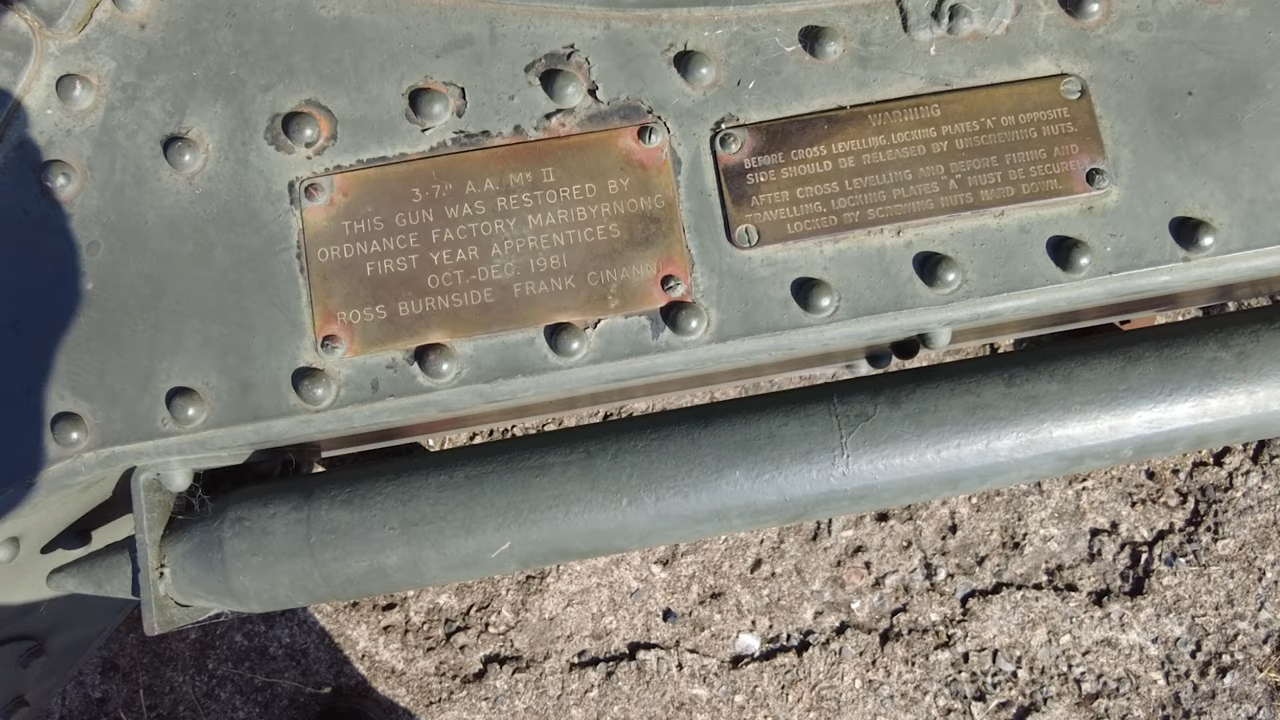 3·7" A.A. Mk II
THIS GUN WAS RESTORED BY
ORDNANCE FACTORY MARIBYRNONG
FIRST YEAR APPRENTICES
OCT.-DEC. 1981
ROSS BURNSIDE FRANK
WARNING
BEFORE CROSS LEVELLING, LOCKING PLATES "A" ON OPPOSITE
SIDE SHOULD BE RELEASED BY UNSCREWING NUTS.
AFTER CROSS LEVELLING AND BEFORE FIRING AND
TRAVELLING, LOCKING PLATES "A" MUST BE SECURELY
LOCKED BY SCREWING NUTS HARD DOWN.